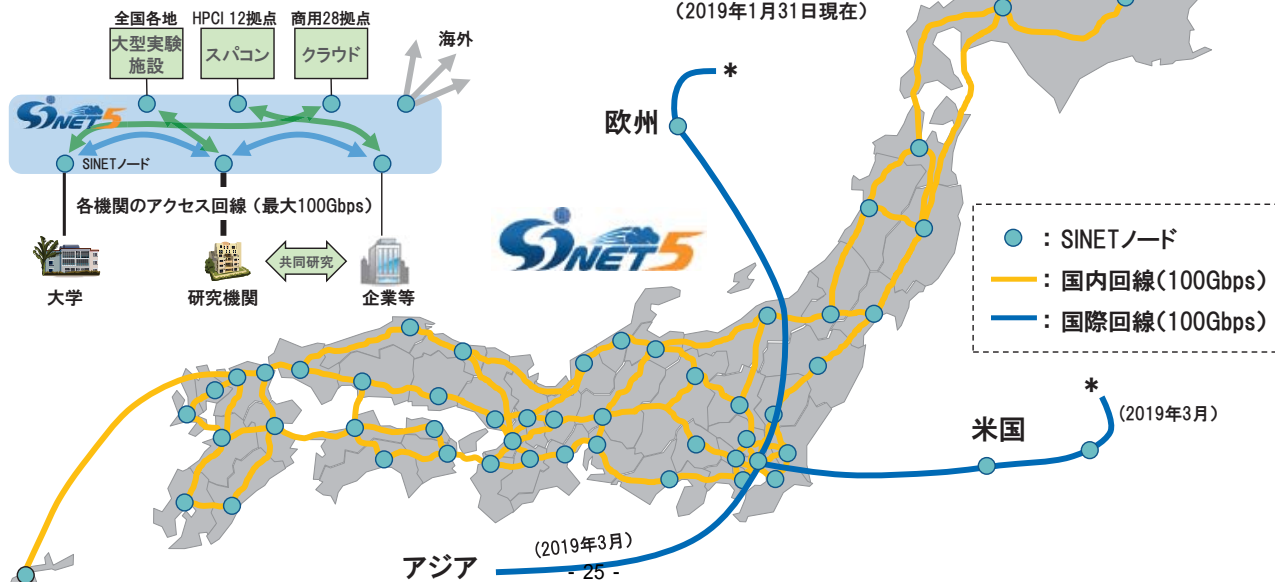 全国各地
HPCI 12拠点
商用28拠点
大型実験
施設
スパコン
クラウド
海外
SINET5
SINETノード
各機関のアクセス回線（最大100Gbps）
共同研究
大学
研究機関
企業等
（2019年1月31日現在）
*
欧州
SINET5
：SINETノード
：国内回線(100Gbps)
：国際回線(100Gbps)
*
(2019年3月)
米国
(2019年3月)
アジア
- 25 -